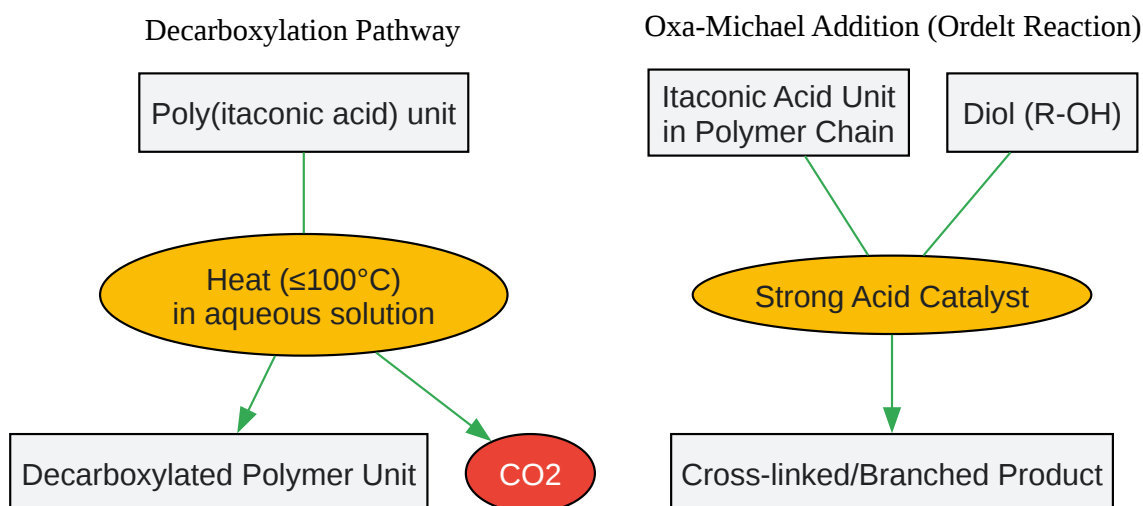 Decarboxylation Pathway
Poly(itaconic acid) unit
Heat (≤100°C)
in aqueous solution
Decarboxylated Polymer Unit
CO2
Oxa-Michael Addition (Ordelt Reaction)
Itaconic Acid Unit
in Polymer Chain
Diol (R-OH)
Strong Acid Catalyst
Cross-linked/Branched Product